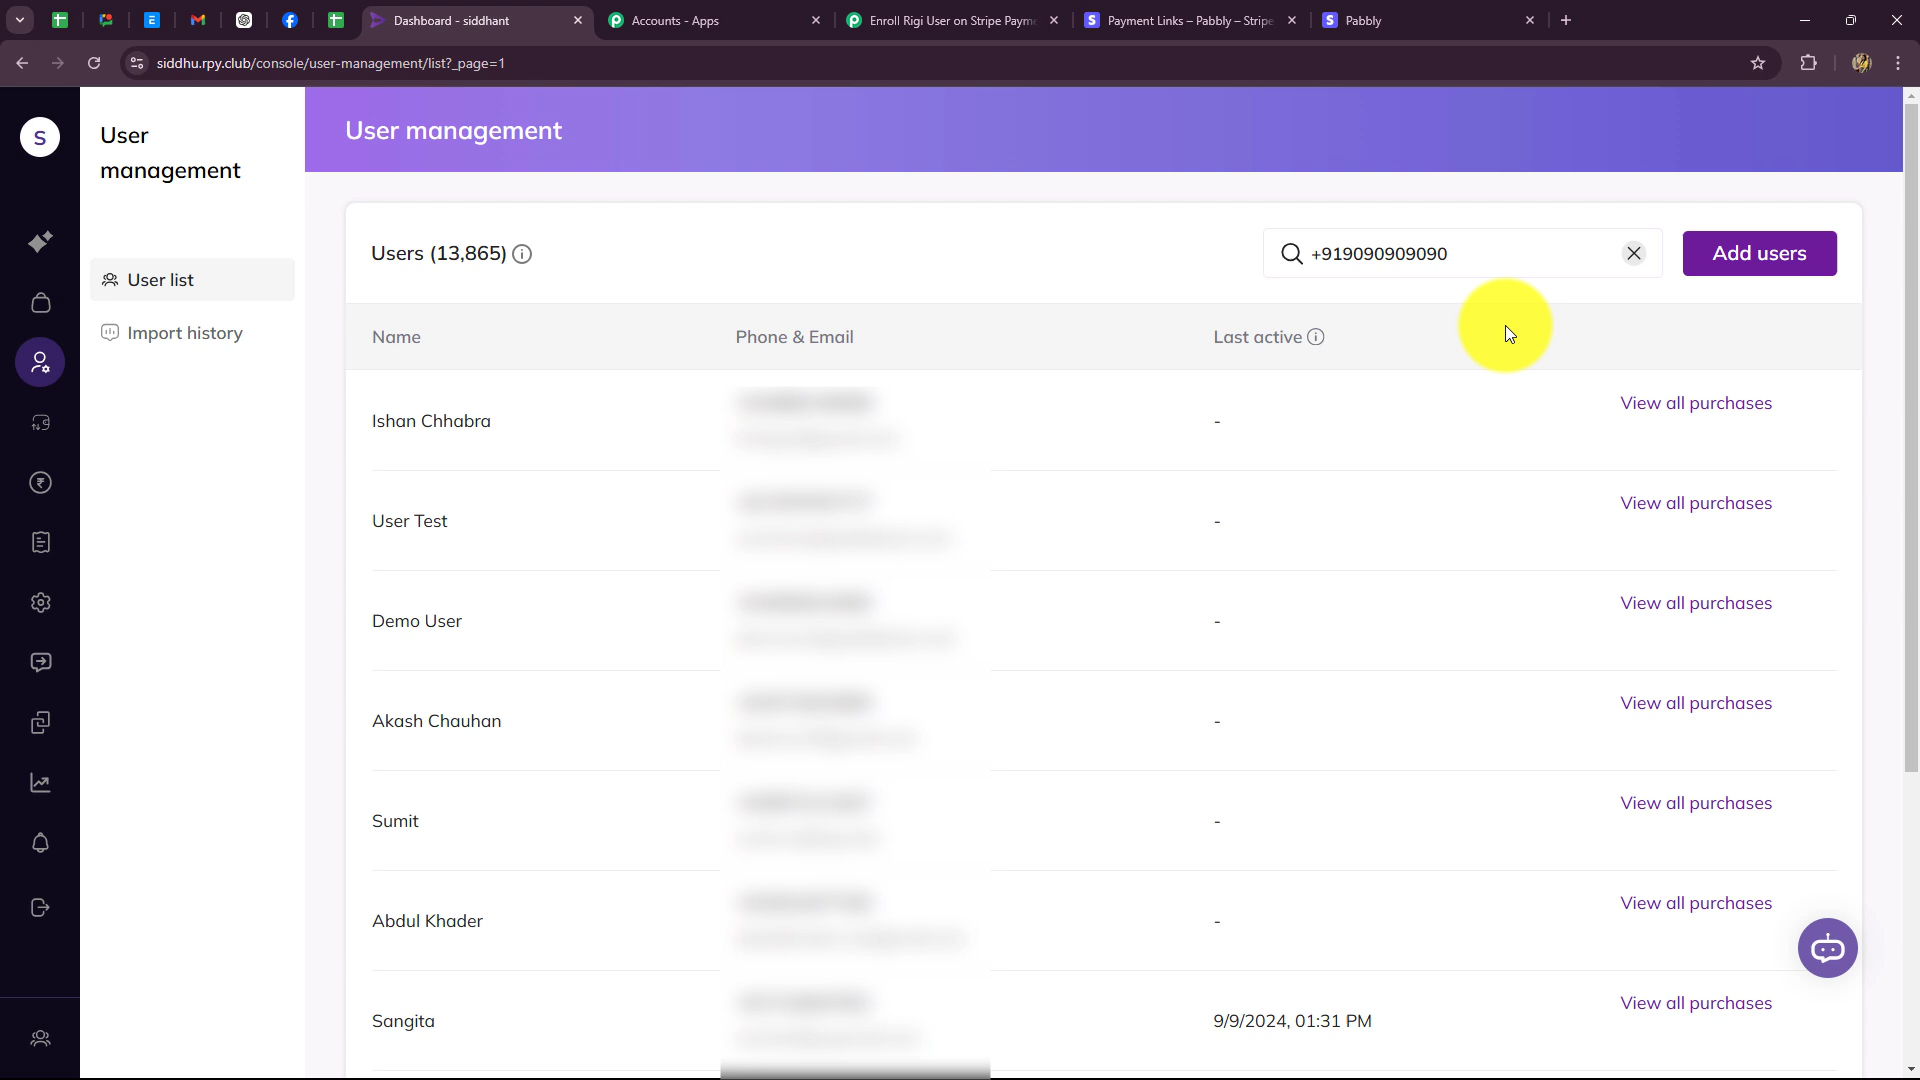 Dashboard - siddhant
Accounts - Apps
Enroll Rigi User on Stripe Payme
Payment Links – Pabbly – Stripe
Pabbly
siddhu.rpy.club/console/user-management/list?_page=1
S
User
management
User list
Import history
User management
Users (13,865)
+919090909090
Add users
Name
Phone & Email
Last active
Ishan Chhabra
-
View all purchases
User Test
-
View all purchases
Demo User
-
View all purchases
Akash Chauhan
-
View all purchases
Sumit
-
View all purchases
Abdul Khader
-
View all purchases
Sangita
9/9/2024, 01:31 PM
View all purchases